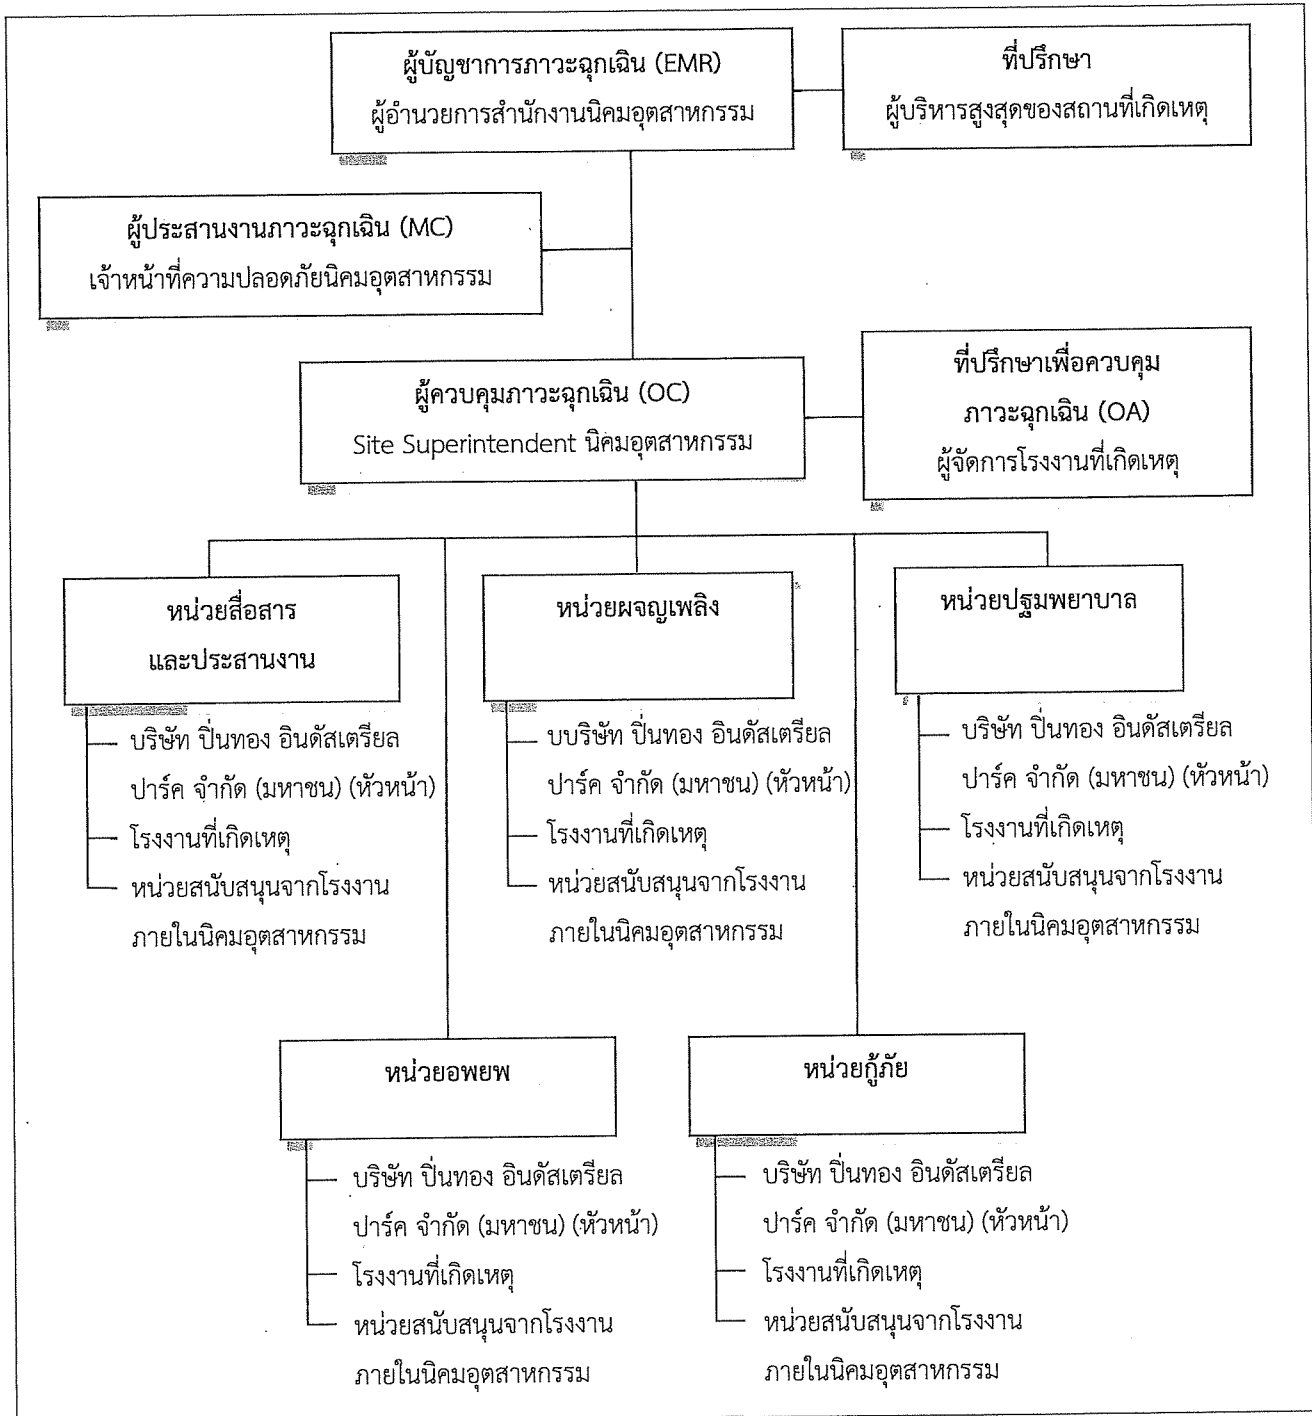 ผู้บัญชาการภาวะฉุกเฉิน (EMR)
ผู้อำนวยการสำนักงานนิคมอุตสาหกรรม
ที่ปรึกษา
ผู้บริหารสูงสุดของสถานที่เกิดเหตุ
ผู้ประสานงานภาวะฉุกเฉิน (MC)
เจ้าหน้าที่ความปลอดภัยนิคมอุตสาหกรรม
ผู้ควบคุมภาวะฉุกเฉิน (OC)
Site Superintendent นิคมอุตสาหกรรม
ที่ปรึกษาเพื่อควบคุม
ภาวะฉุกเฉิน (OA)
ผู้จัดการโรงงานที่เกิดเหตุ
หน่วยสื่อสาร
และประสานงาน
บริษัท ปิ่นทอง อินดัสเตรียล
ปาร์ค จำกัด (มหาชน) (หัวหน้า)
โรงงานที่เกิดเหตุ
หน่วยสนับสนุนจากโรงงาน
ภายในนิคมอุตสาหกรรม
หน่วยผจญเพลิง
บบริษัท ปิ่นทอง อินดัสเตรียล
ปาร์ค จำกัด (มหาชน) (หัวหน้า)
โรงงานที่เกิดเหตุ
หน่วยสนับสนุนจากโรงงาน
ภายในนิคมอุตสาหกรรม
หน่วยปฐมพยาบาล
บริษัท ปิ่นทอง อินดัสเตรียล
ปาร์ค จำกัด (มหาชน) (หัวหน้า)
โรงงานที่เกิดเหตุ
หน่วยสนับสนุนจากโรงงาน
ภายในนิคมอุตสาหกรรม
หน่วยอพยพ
บริษัท ปิ่นทอง อินดัสเตรียล
ปาร์ค จำกัด (มหาชน) (หัวหน้า)
โรงงานที่เกิดเหตุ
หน่วยสนับสนุนจากโรงงาน
ภายในนิคมอุตสาหกรรม
หน่วยกู้ภัย
บริษัท ปิ่นทอง อินดัสเตรียล
ปาร์ค จำกัด (มหาชน) (หัวหน้า)
โรงงานที่เกิดเหตุ
หน่วยสนับสนุนจากโรงงาน
ภายในนิคมอุตสาหกรรม